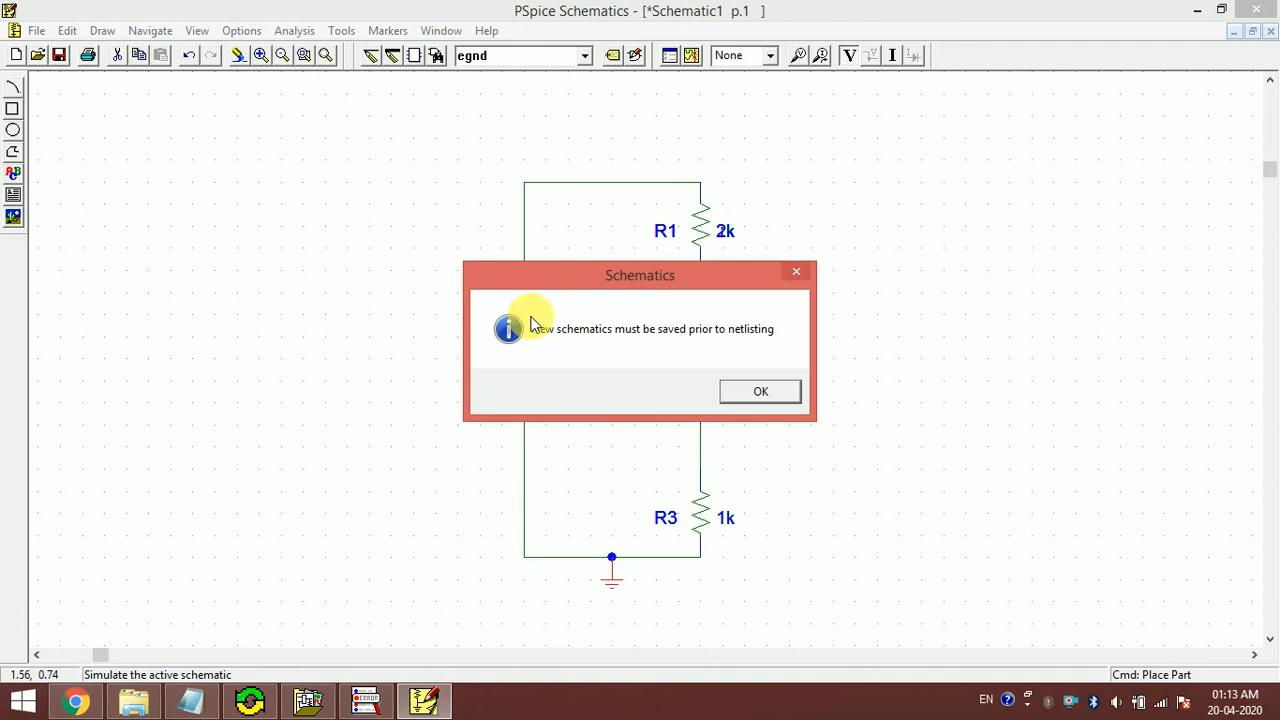 PSpice Schematics - [*Schematic1 p.1 ]
File Edit Draw Navigate View Options Analysis Tools Markers Window Help
egnd None V I
R1 2k
Schematics
schematics must be saved prior to netlisting
OK
R3 1k
1.56, 0.74 Simulate the active schematic Cmd: Place Part
EN 01:13 AM
20-04-2020